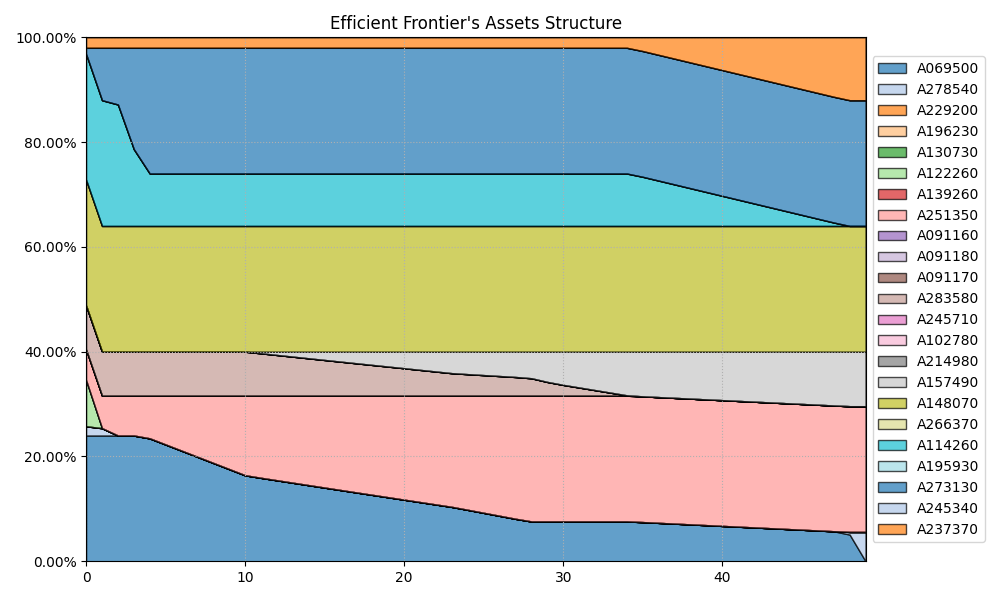 Efficient Frontier's Assets Structure
100.00%
80.00%
60.00%
40.00%
20.00%
0.00%
0
10
20
30
40
A069500
A278540
A229200
A196230
A130730
A122260
A139260
A251350
A091160
A091180
A091170
A283580
A245710
A102780
A214980
A157490
A148070
A266370
A114260
A195930
A273130
A245340
A237370